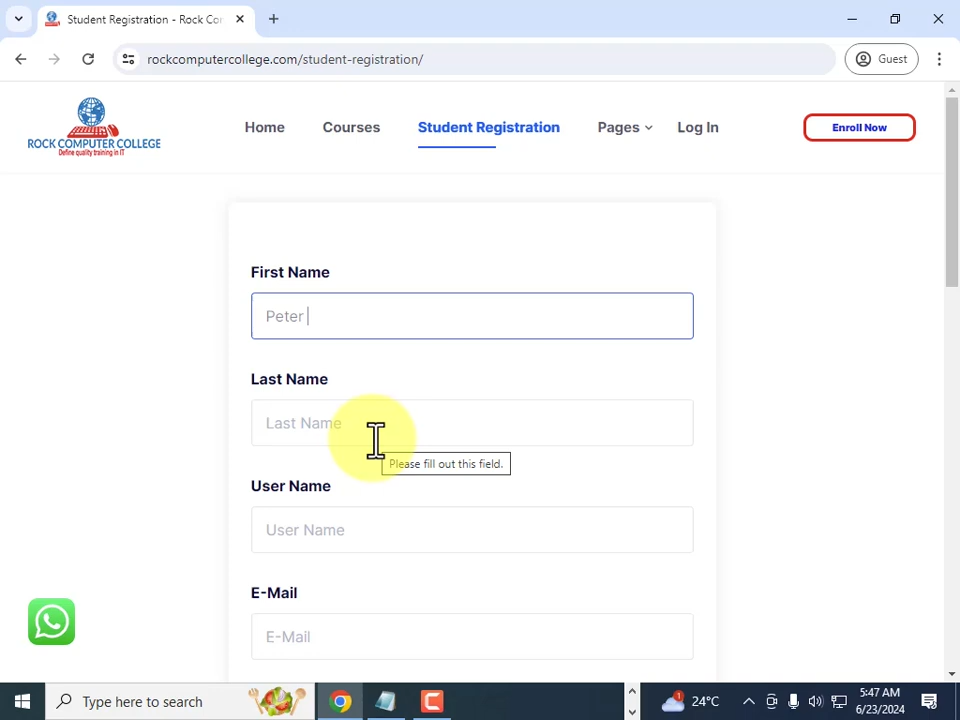 Student Registration - Rock Co
rockcomputercollege.com/student-registration/
Guest
ROCK COMPUTER COLLEGE
Define quality training in IT
Home
Courses
Student Registration
Pages
Log In
Enroll Now
First Name
Peter
Last Name
Last Name
Please fill out this field.
User Name
User Name
E-Mail
E-Mail
Type here to search
1
24°C
5:47 AM
6/23/2024